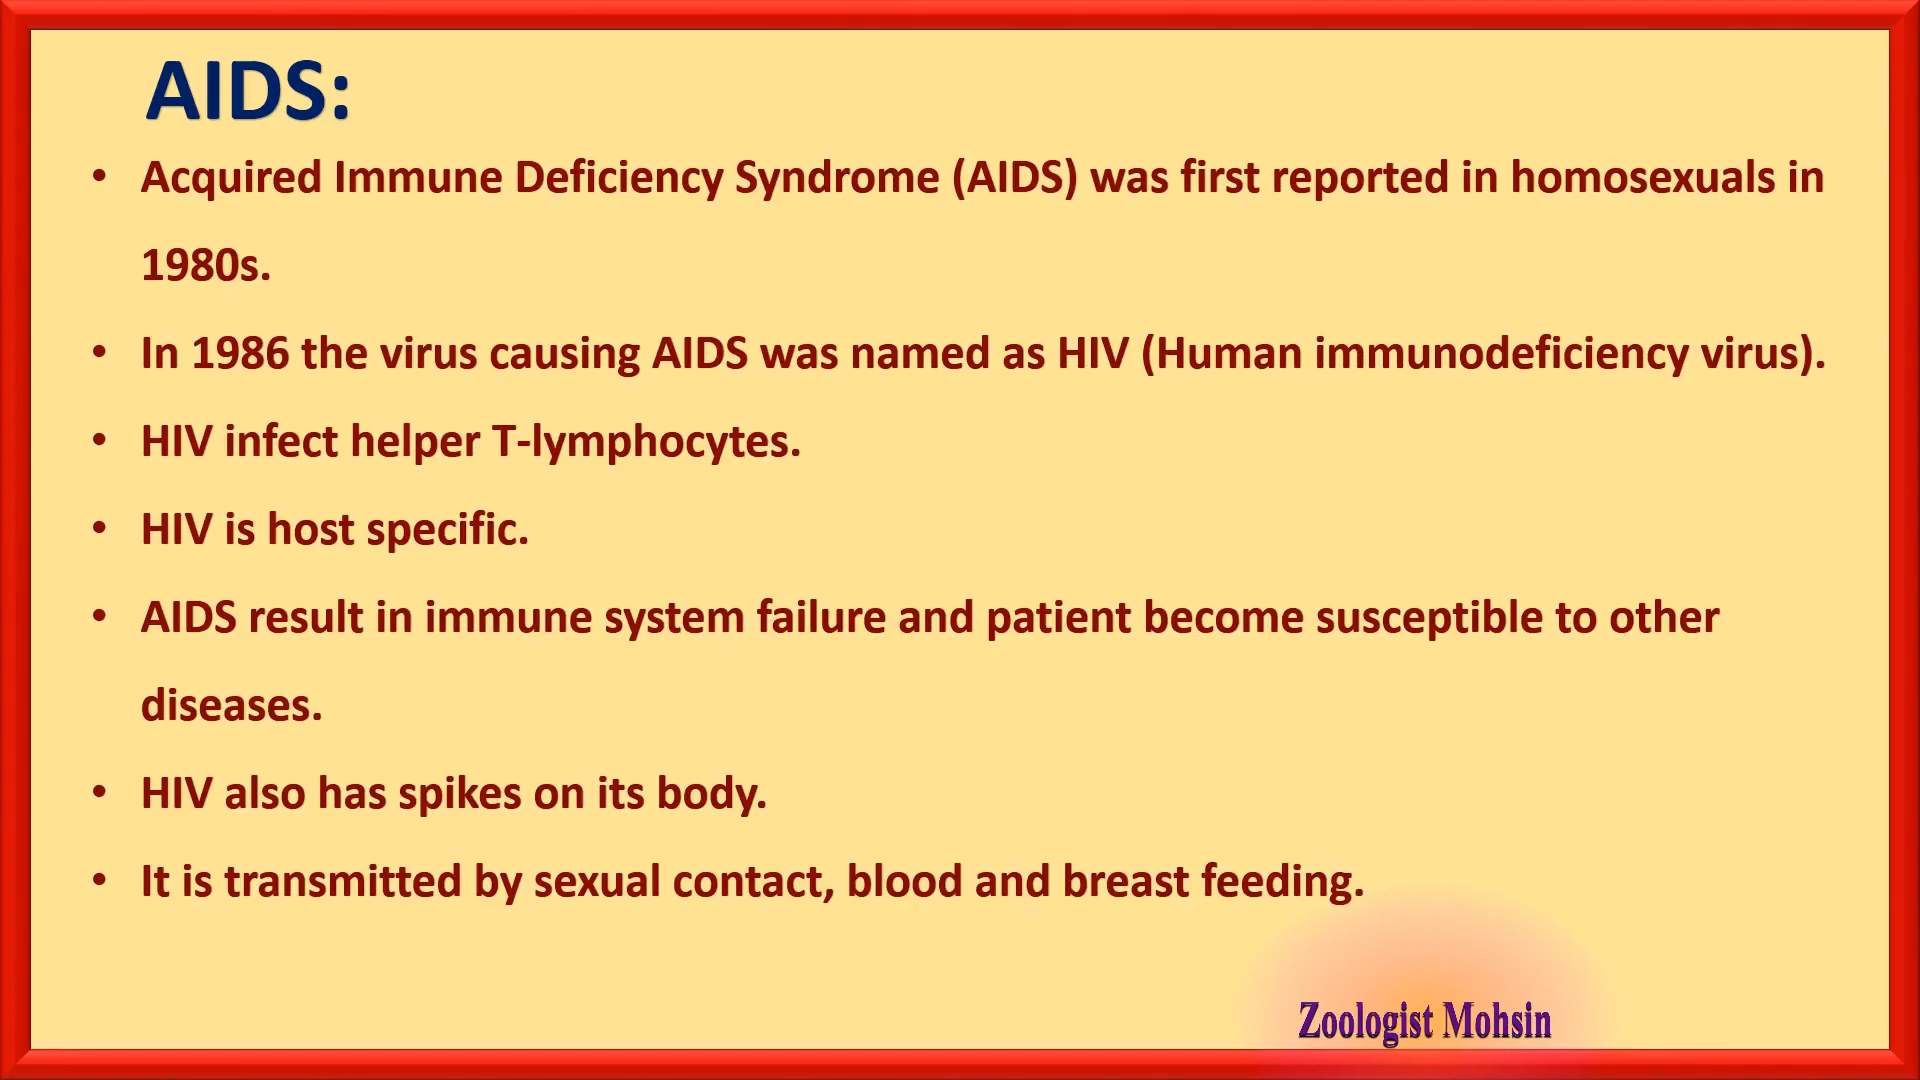 AIDS:
• Acquired Immune Deficiency Syndrome (AIDS) was first reported in homosexuals in
1980s.
• In 1986 the virus causing AIDS was named as HIV (Human immunodeficiency virus).
• HIV infect helper T-lymphocytes.
• HIV is host specific.
• AIDS result in immune system failure and patient become susceptible to other
diseases.
• HIV also has spikes on its body.
• It is transmitted by sexual contact, blood and breast feeding.
Zoologist Mohsin